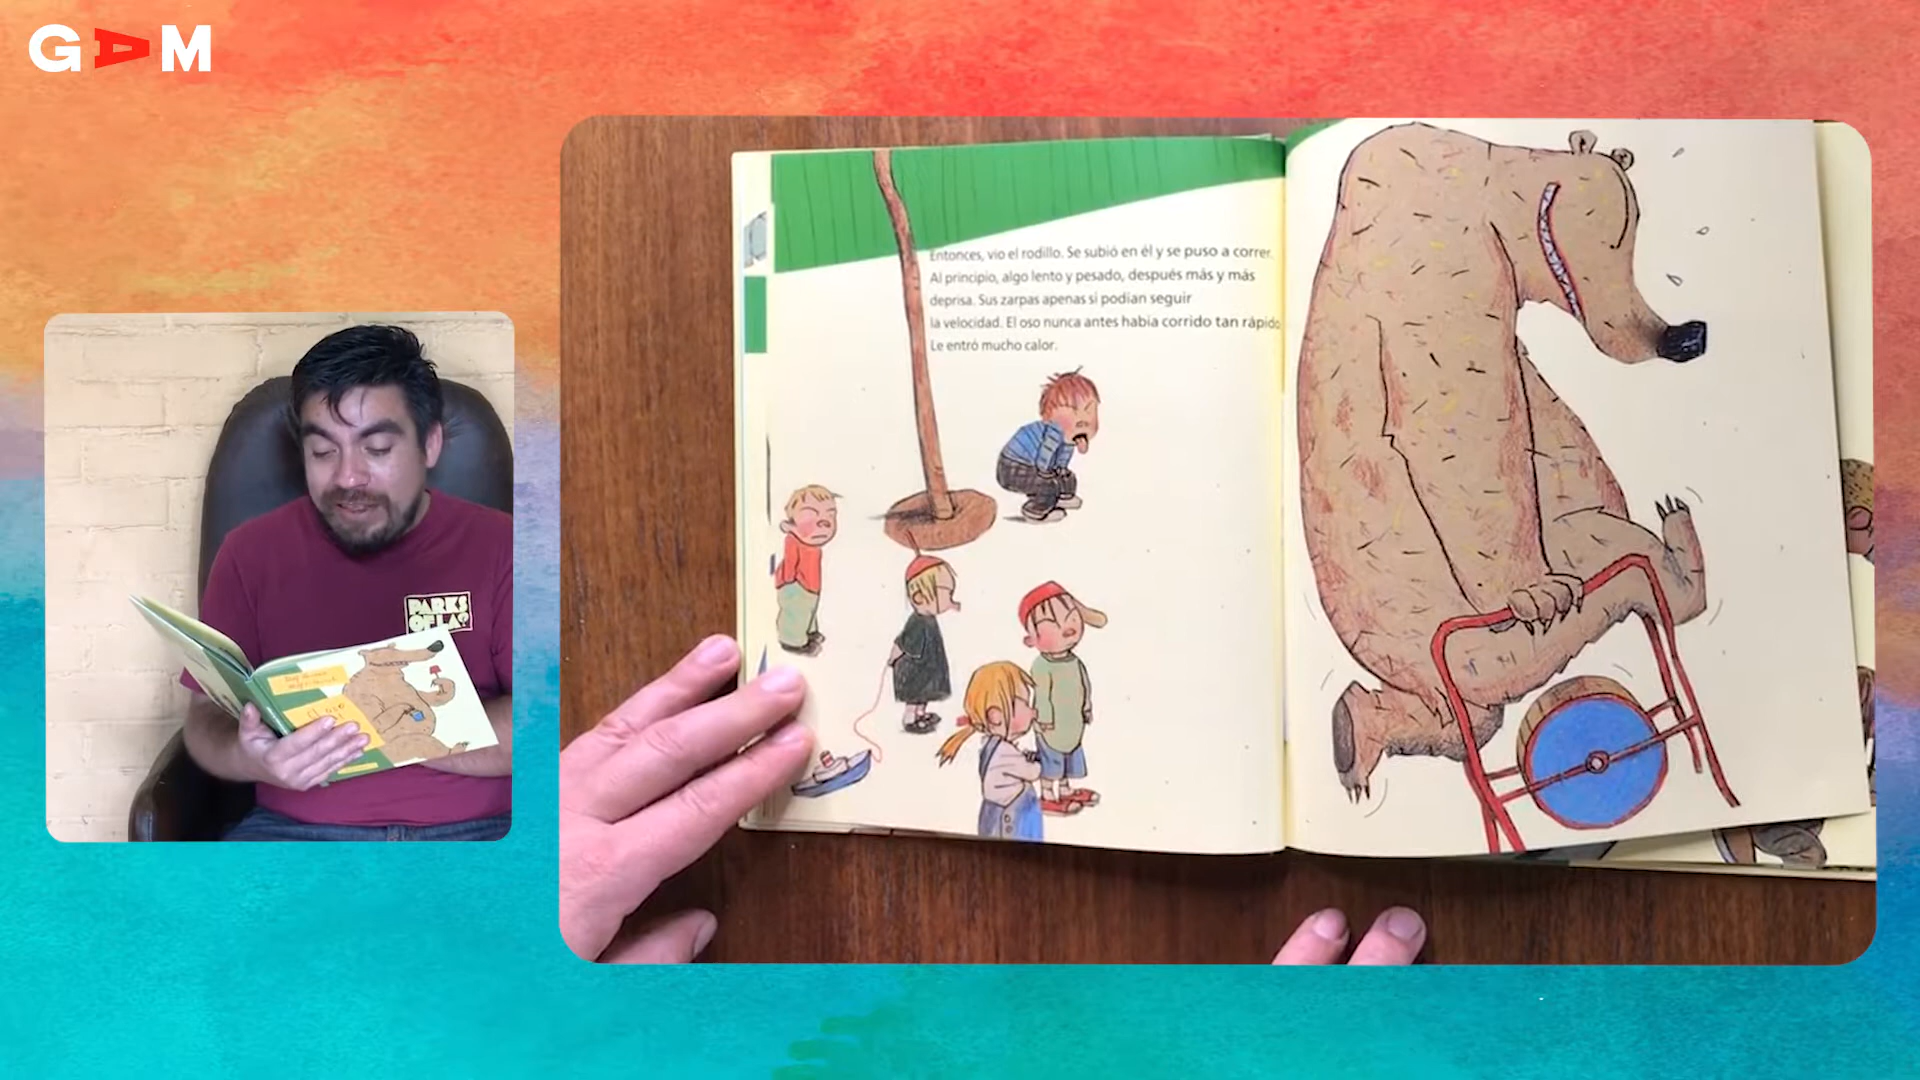 GAM
PARKS
OF LA
Entonces, vio el rodillo. Se subió en él y se puso a correr.
Al principio, algo lento y pesado, después más y más
deprisa. Sus zarpas apenas si podían seguir
la velocidad. El oso nunca antes había corrido tan rápido
Le entró mucho calor.
El oso